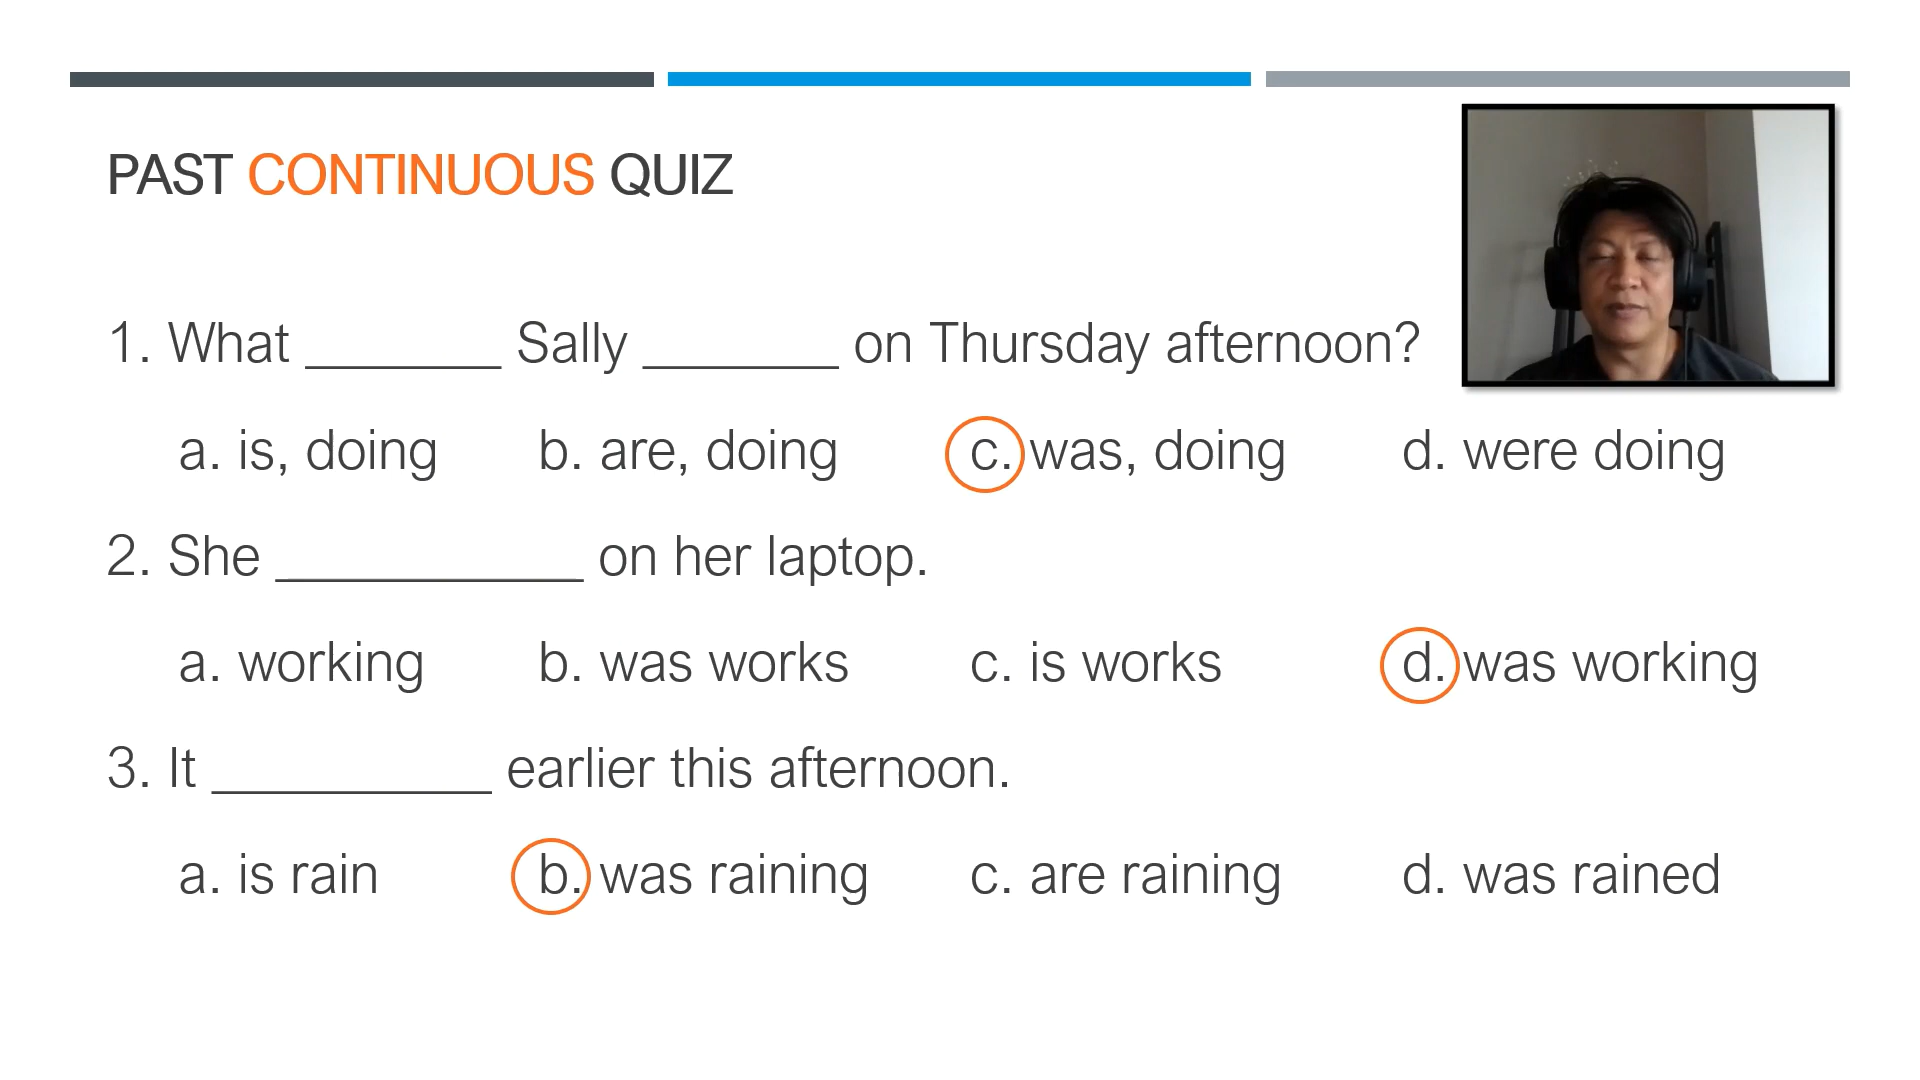 PAST CONTINUOUS QUIZ
1. What _______ Sally _______ on Thursday afternoon?
a. is, doing b. are, doing c. was, doing d. were doing
2. She ___________ on her laptop.
a. working b. was works c. is works d. was working
3. It __________ earlier this afternoon.
a. is rain b. was raining c. are raining d. was rained